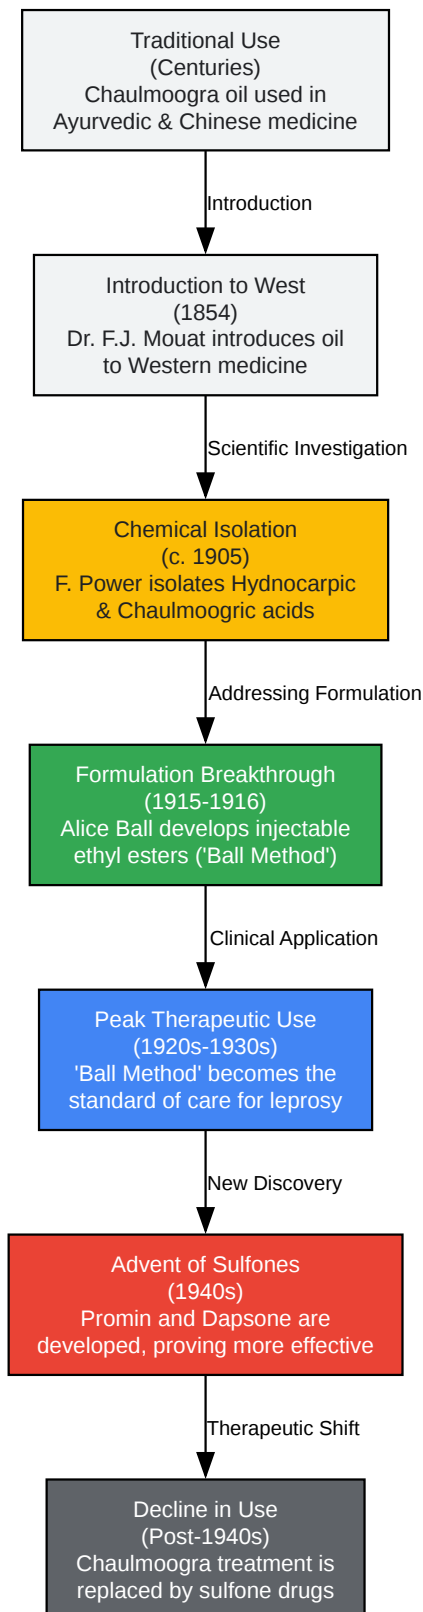 Traditional Use
(Centuries)
Chaulmoogra oil used in
Ayurvedic & Chinese medicine
Introduction
Introduction to West
(1854)
Dr. F.J. Mouat introduces oil
to Western medicine
Scientific Investigation
Chemical Isolation
(c. 1905)
F. Power isolates Hydnocarpic
& Chaulmoogric acids
Addressing Formulation
Formulation Breakthrough
(1915-1916)
Alice Ball develops injectable
ethyl esters ('Ball Method')
Clinical Application
Peak Therapeutic Use
(1920s-1930s)
'Ball Method' becomes the
standard of care for leprosy
New Discovery
Advent of Sulfones
(1940s)
Promin and Dapsone are
developed, proving more effective
Therapeutic Shift
Decline in Use
(Post-1940s)
Chaulmoogra treatment is
replaced by sulfone drugs